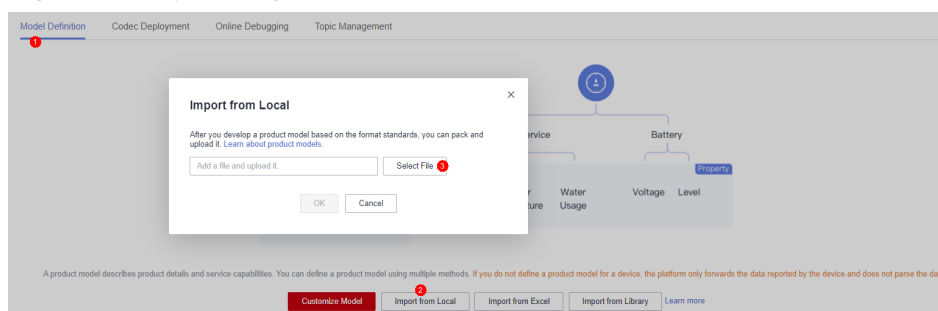 Model Definition Codec Deployment Online Debugging Topic Management
1
Import from Local
After you develop a product model based on the format standards, you can pack and
upload it. Learn about product models.
Add a file and upload it.
Select File 3
OK Cancel
Battery
Property
Water
Usage
Voltage Level
A product model describes product details and service capabilities. You can define a product model using multiple methods. If you do not define a product model for a device, the platform only forwards the data reported by the device and does not parse the
2
Customize Model Import from Local Import from Excel Import from Library Learn more